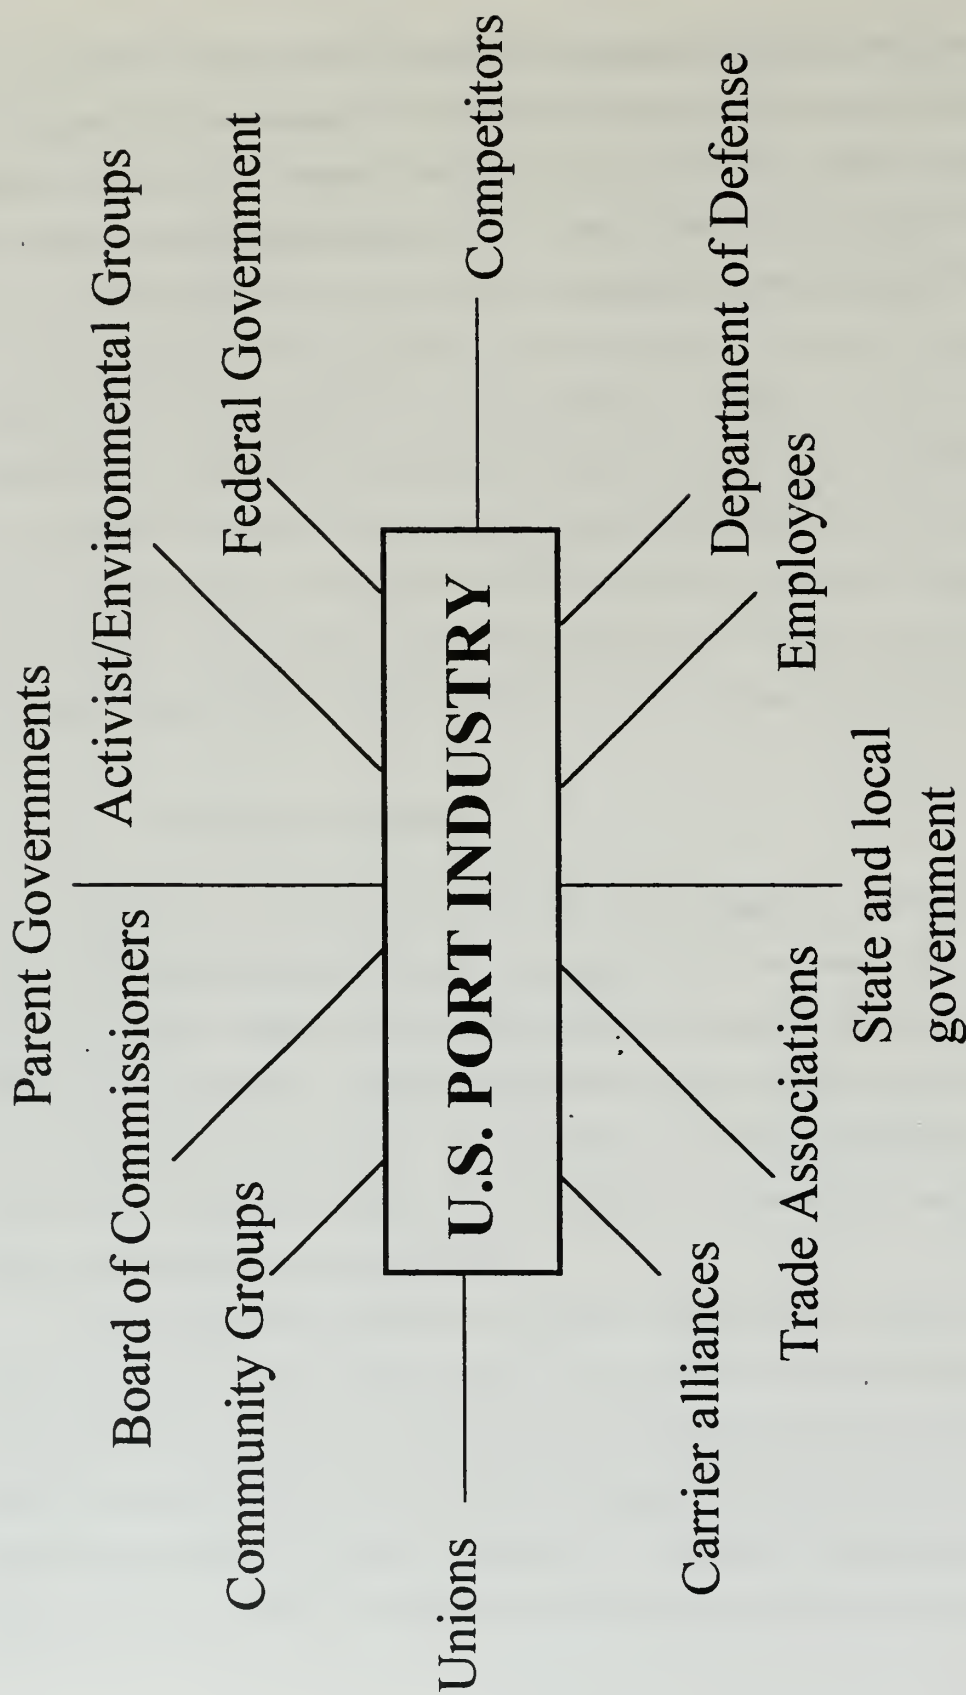 Parent Governments
Board of Commissioners
Activist/Environmental Groups
Community Groups
Federal Government
Unions
U.S. PORT INDUSTRY
Competitors
Carrier alliances
Department of Defense
Trade Associations
Employees
State and local
government